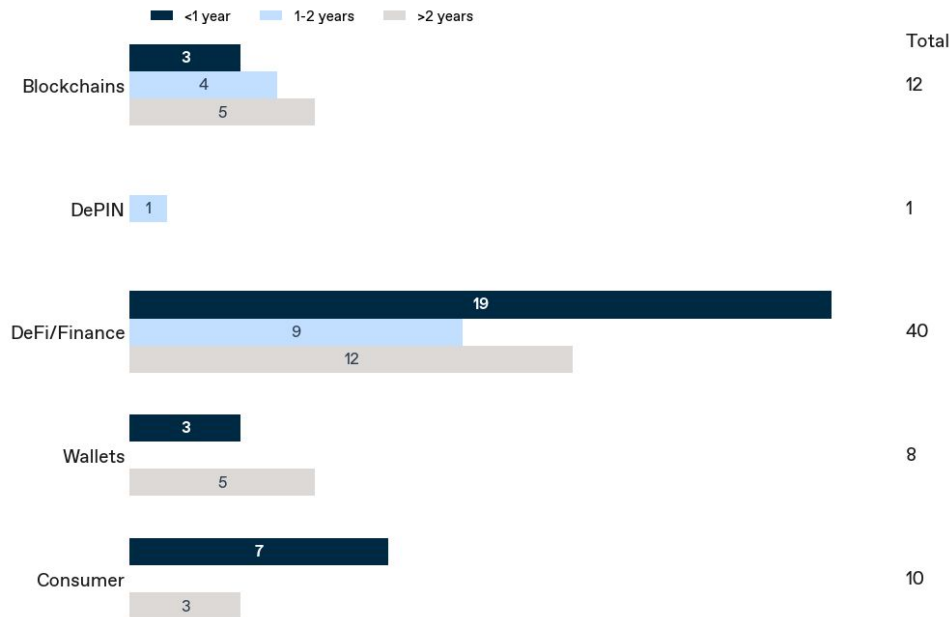 <1 year 1-2 years >2 years
Total
3
Blockchains 4 12
5
DePIN 1 1
19
DeFi/Finance 9 40
12
3
Wallets 8
5
7
Consumer 10
3